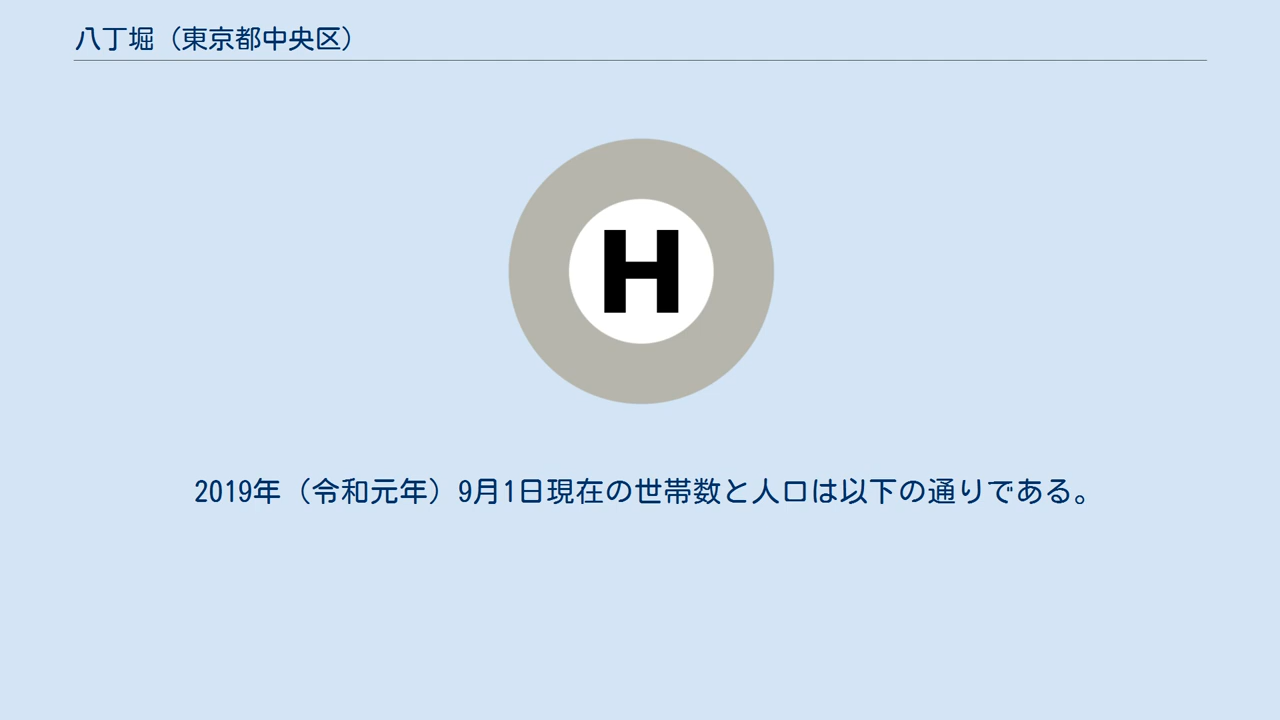 八丁堀（東京都中央区）
H
2019年（令和元年）9月1日現在の世帯数と人口は以下の通りである。